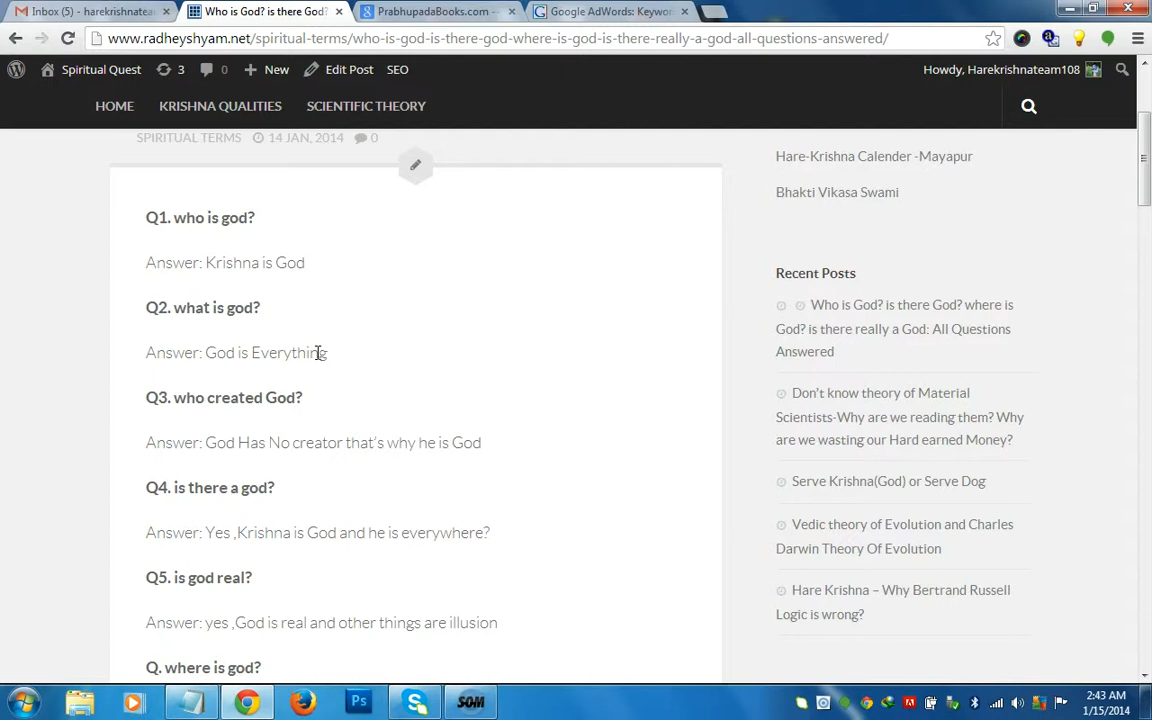 Inbox (5) - harekrishnatea
Who is God? is there God?
PrabhupadaBooks.com -
Google AdWords: Keywor
www.radheyshyam.net/spiritual-terms/who-is-god-is-there-god-where-is-god-is-there-really-a-god-all-questions-answered/
Spiritual Quest 3 0 New Edit Post SEO Howdy, Harekrishnateam108
HOME KRISHNA QUALITIES SCIENTIFIC THEORY
SPIRITUAL TERMS 14 JAN, 2014 0
Q1. who is god?
Answer: Krishna is God
Q2. what is god?
Answer: God is Everything
Q3. who created God?
Answer: God Has No creator that's why he is God
Q4. is there a god?
Answer: Yes ,Krishna is God and he is everywhere?
Q5. is god real?
Answer: yes ,God is real and other things are illusion
Q. where is god?
Hare-Krishna Calender -Mayapur
Bhakti Vikasa Swami
Recent Posts
Who is God? is there God? where is
God? is there really a God: All Questions
Answered
Don't know theory of Material
Scientists-Why are we reading them? Why
are we wasting our Hard earned Money?
Serve Krishna(God) or Serve Dog
Vedic theory of Evolution and Charles
Darwin Theory Of Evolution
Hare Krishna – Why Bertrand Russell
Logic is wrong?
Ps
SOM
2:43 AM
1/15/2014